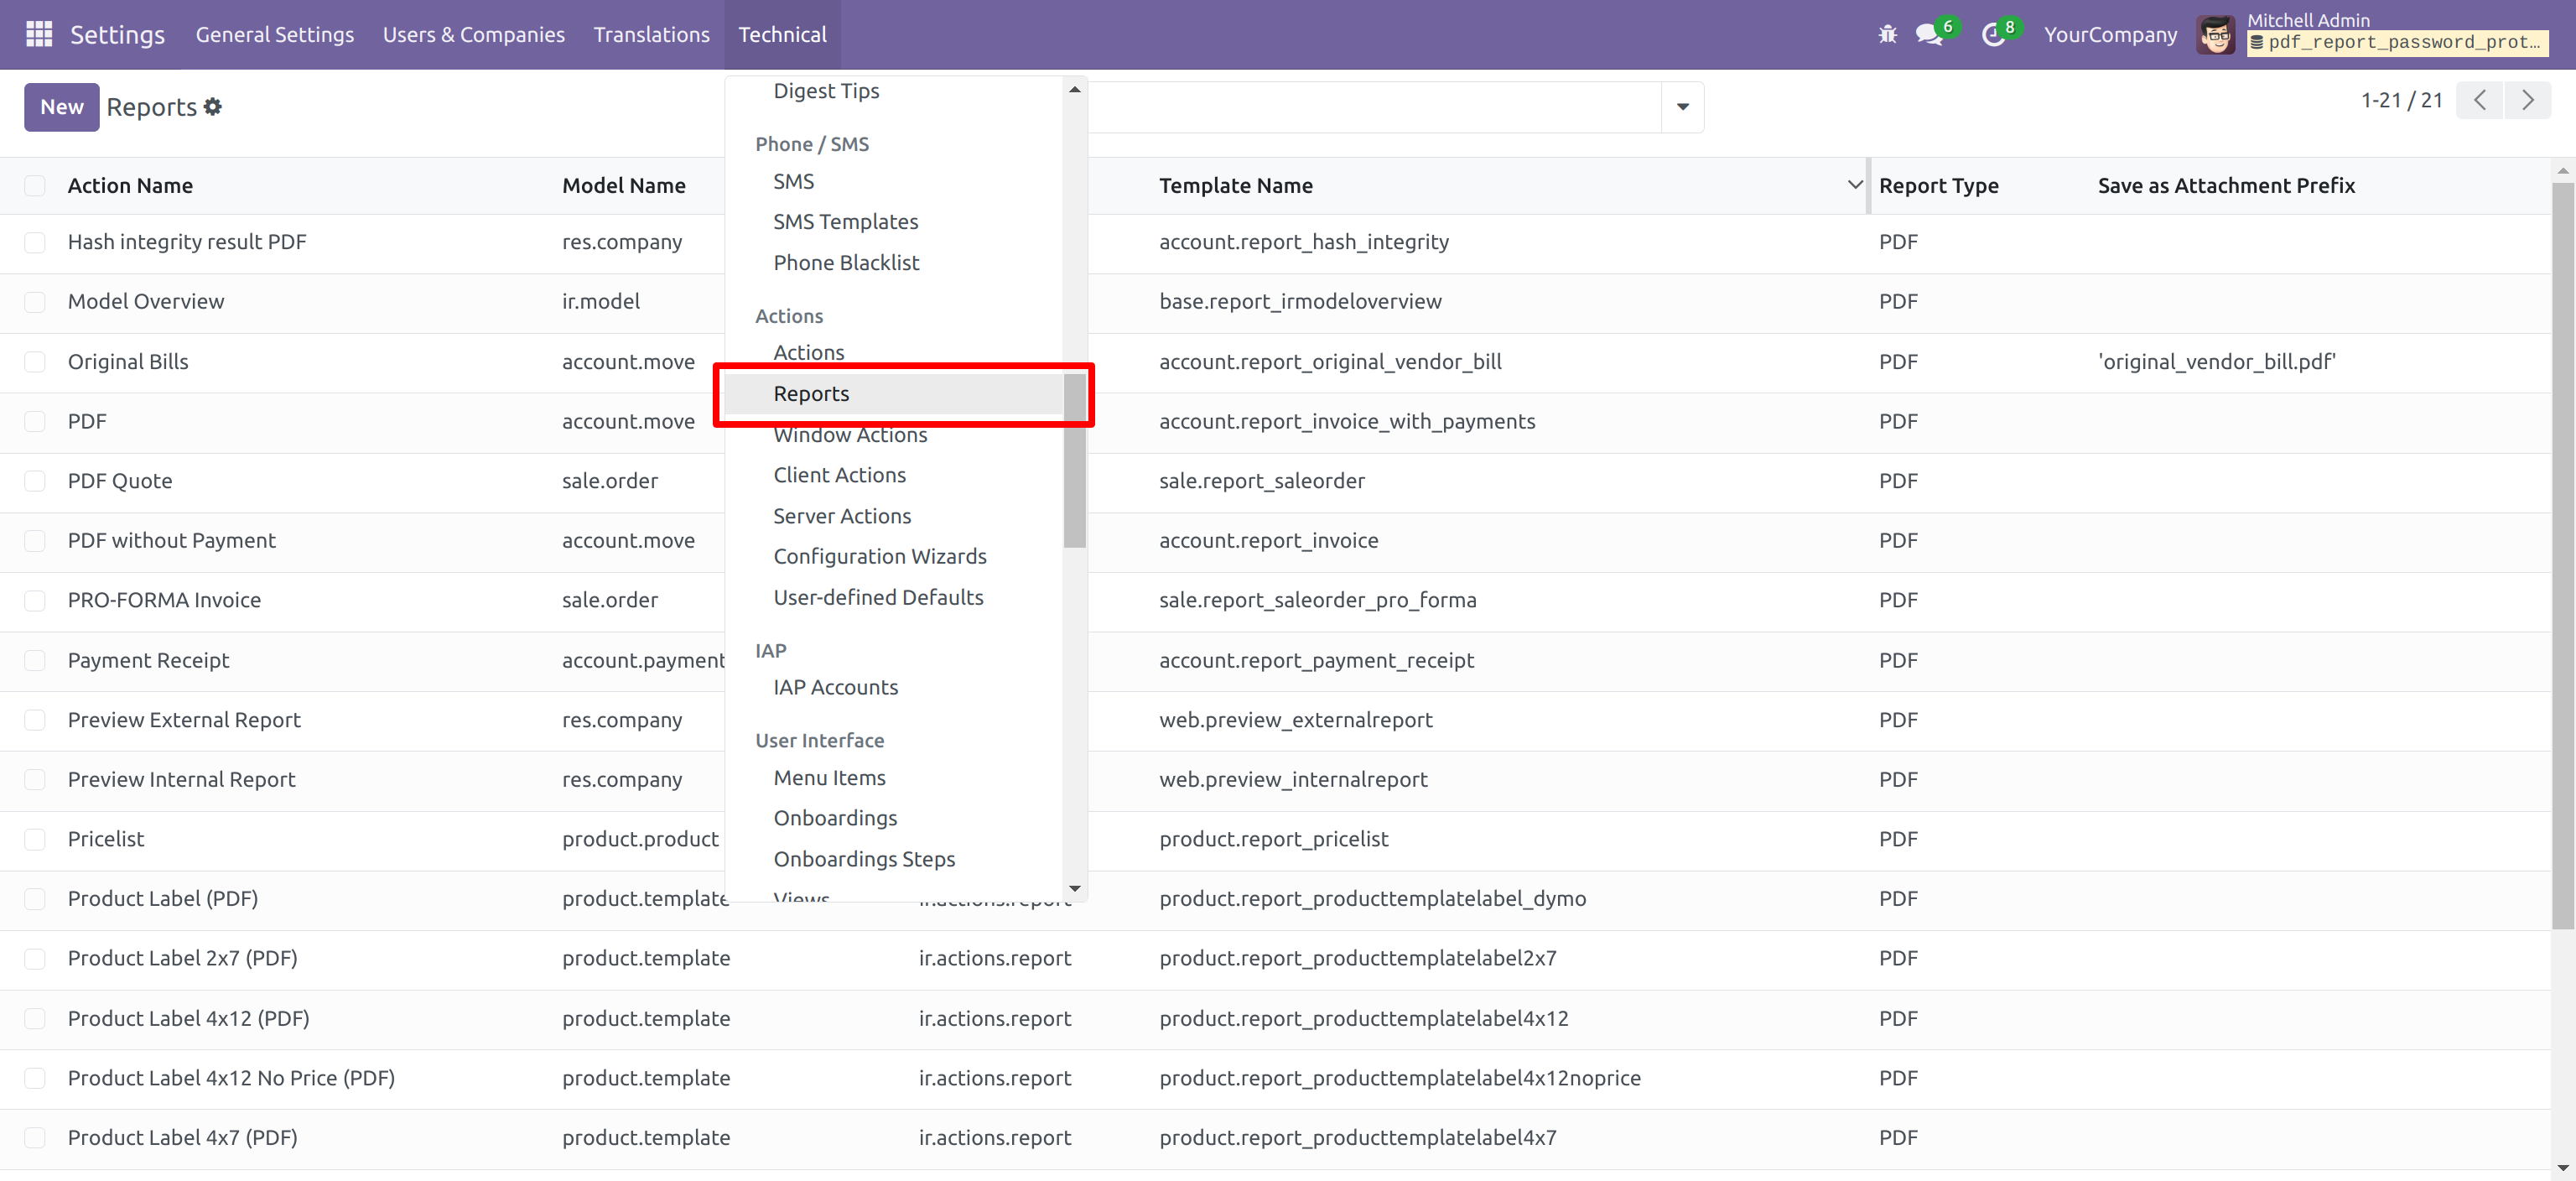 Settings General Settings Users & Companies Translations Technical 6 8 YourCompany Mitchell Admin
pdf_report_password_prot…
New Reports 1-21 / 21
Digest Tips
Phone / SMS
SMS
SMS Templates
Phone Blacklist
Actions
Actions
Reports
Window Actions
Client Actions
Server Actions
Configuration Wizards
User-defined Defaults
IAP
IAP Accounts
User Interface
Menu Items
Onboardings
Onboardings Steps
Views
Action Name Model Name Template Name Report Type Save as Attachment Prefix
Hash integrity result PDF res.company account.report_hash_integrity PDF
Model Overview ir.model base.report_irmodeloverview PDF
Original Bills account.move account.report_original_vendor_bill PDF 'original_vendor_bill.pdf'
PDF account.move account.report_invoice_with_payments PDF
PDF Quote sale.order sale.report_saleorder PDF
PDF without Payment account.move account.report_invoice PDF
PRO-FORMA Invoice sale.order sale.report_saleorder_pro_forma PDF
Payment Receipt account.payment account.report_payment_receipt PDF
Preview External Report res.company web.preview_externalreport PDF
Preview Internal Report res.company web.preview_internalreport PDF
Pricelist product.product product.report_pricelist PDF
Product Label (PDF) product.template ir.actions.report product.report_producttemplatelabel_dymo PDF
Product Label 2x7 (PDF) product.template ir.actions.report product.report_producttemplatelabel2x7 PDF
Product Label 4x12 (PDF) product.template ir.actions.report product.report_producttemplatelabel4x12 PDF
Product Label 4x12 No Price (PDF) product.template ir.actions.report product.report_producttemplatelabel4x12noprice PDF
Product Label 4x7 (PDF) product.template ir.actions.report product.report_producttemplatelabel4x7 PDF